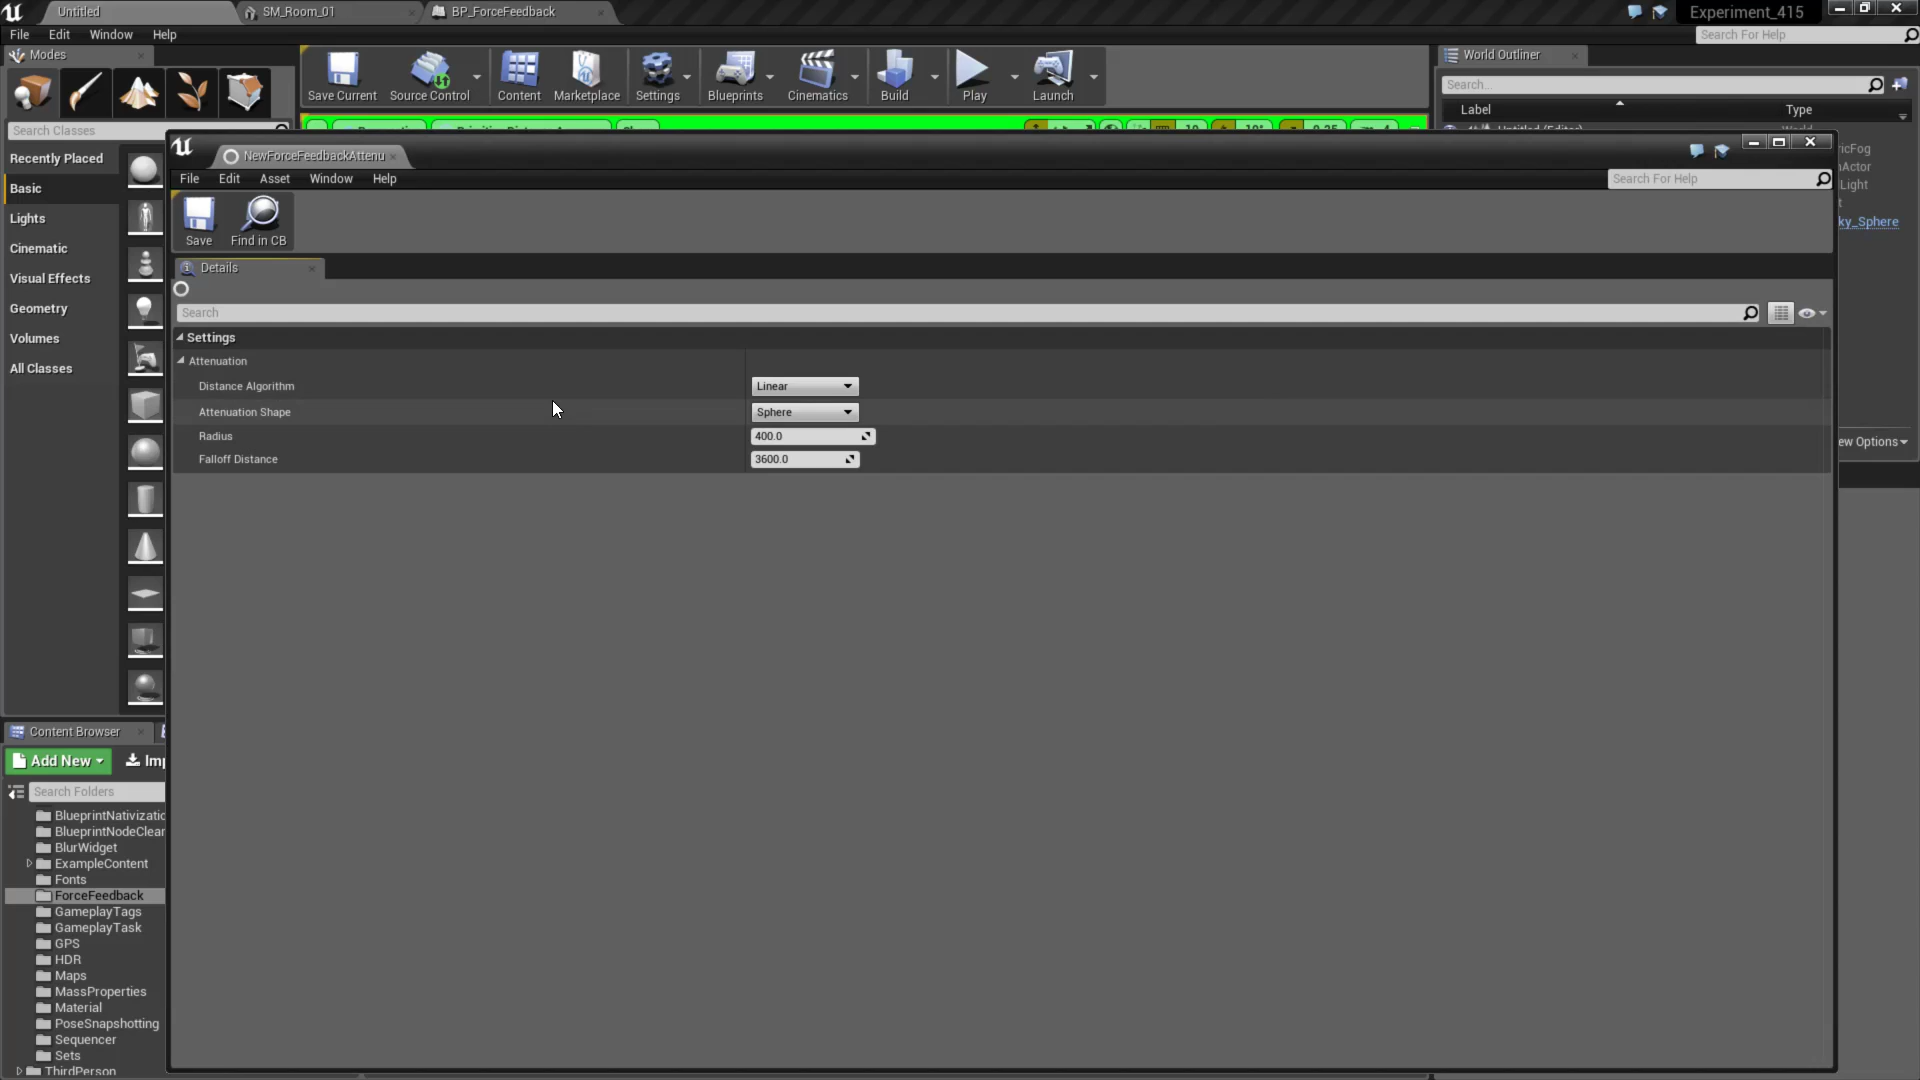 Untitled
SM_Room_01
BP_ForceFeedback
Experiment_415
File Edit Window Help
Search For Help
Modes
Save Current
Source Control
Content
Marketplace
Settings
Blueprints
Cinematics
Build
Play
Launch
World Outliner
Search...
Label
Type
Search Classes
Recently Placed
Basic
Lights
Cinematic
Visual Effects
Geometry
Volumes
All Classes
NewForceFeedbackAttenu
File Edit Asset Window Help
Search For Help
Save
Find in CB
Details
Search
Settings
Attenuation
Distance Algorithm
Linear
Attenuation Shape
Sphere
Radius
400.0
Falloff Distance
3600.0
ricFog
Actor
Light
t
ky_Sphere
ew Options
Content Browser
Add New
Imp
Search Folders
BlueprintNativizatio
BlueprintNodeClear
BlurWidget
ExampleContent
Fonts
ForceFeedback
GameplayTags
GameplayTask
GPS
HDR
Maps
MassProperties
Material
PoseSnapshotting
Sequencer
Sets
ThirdPerson